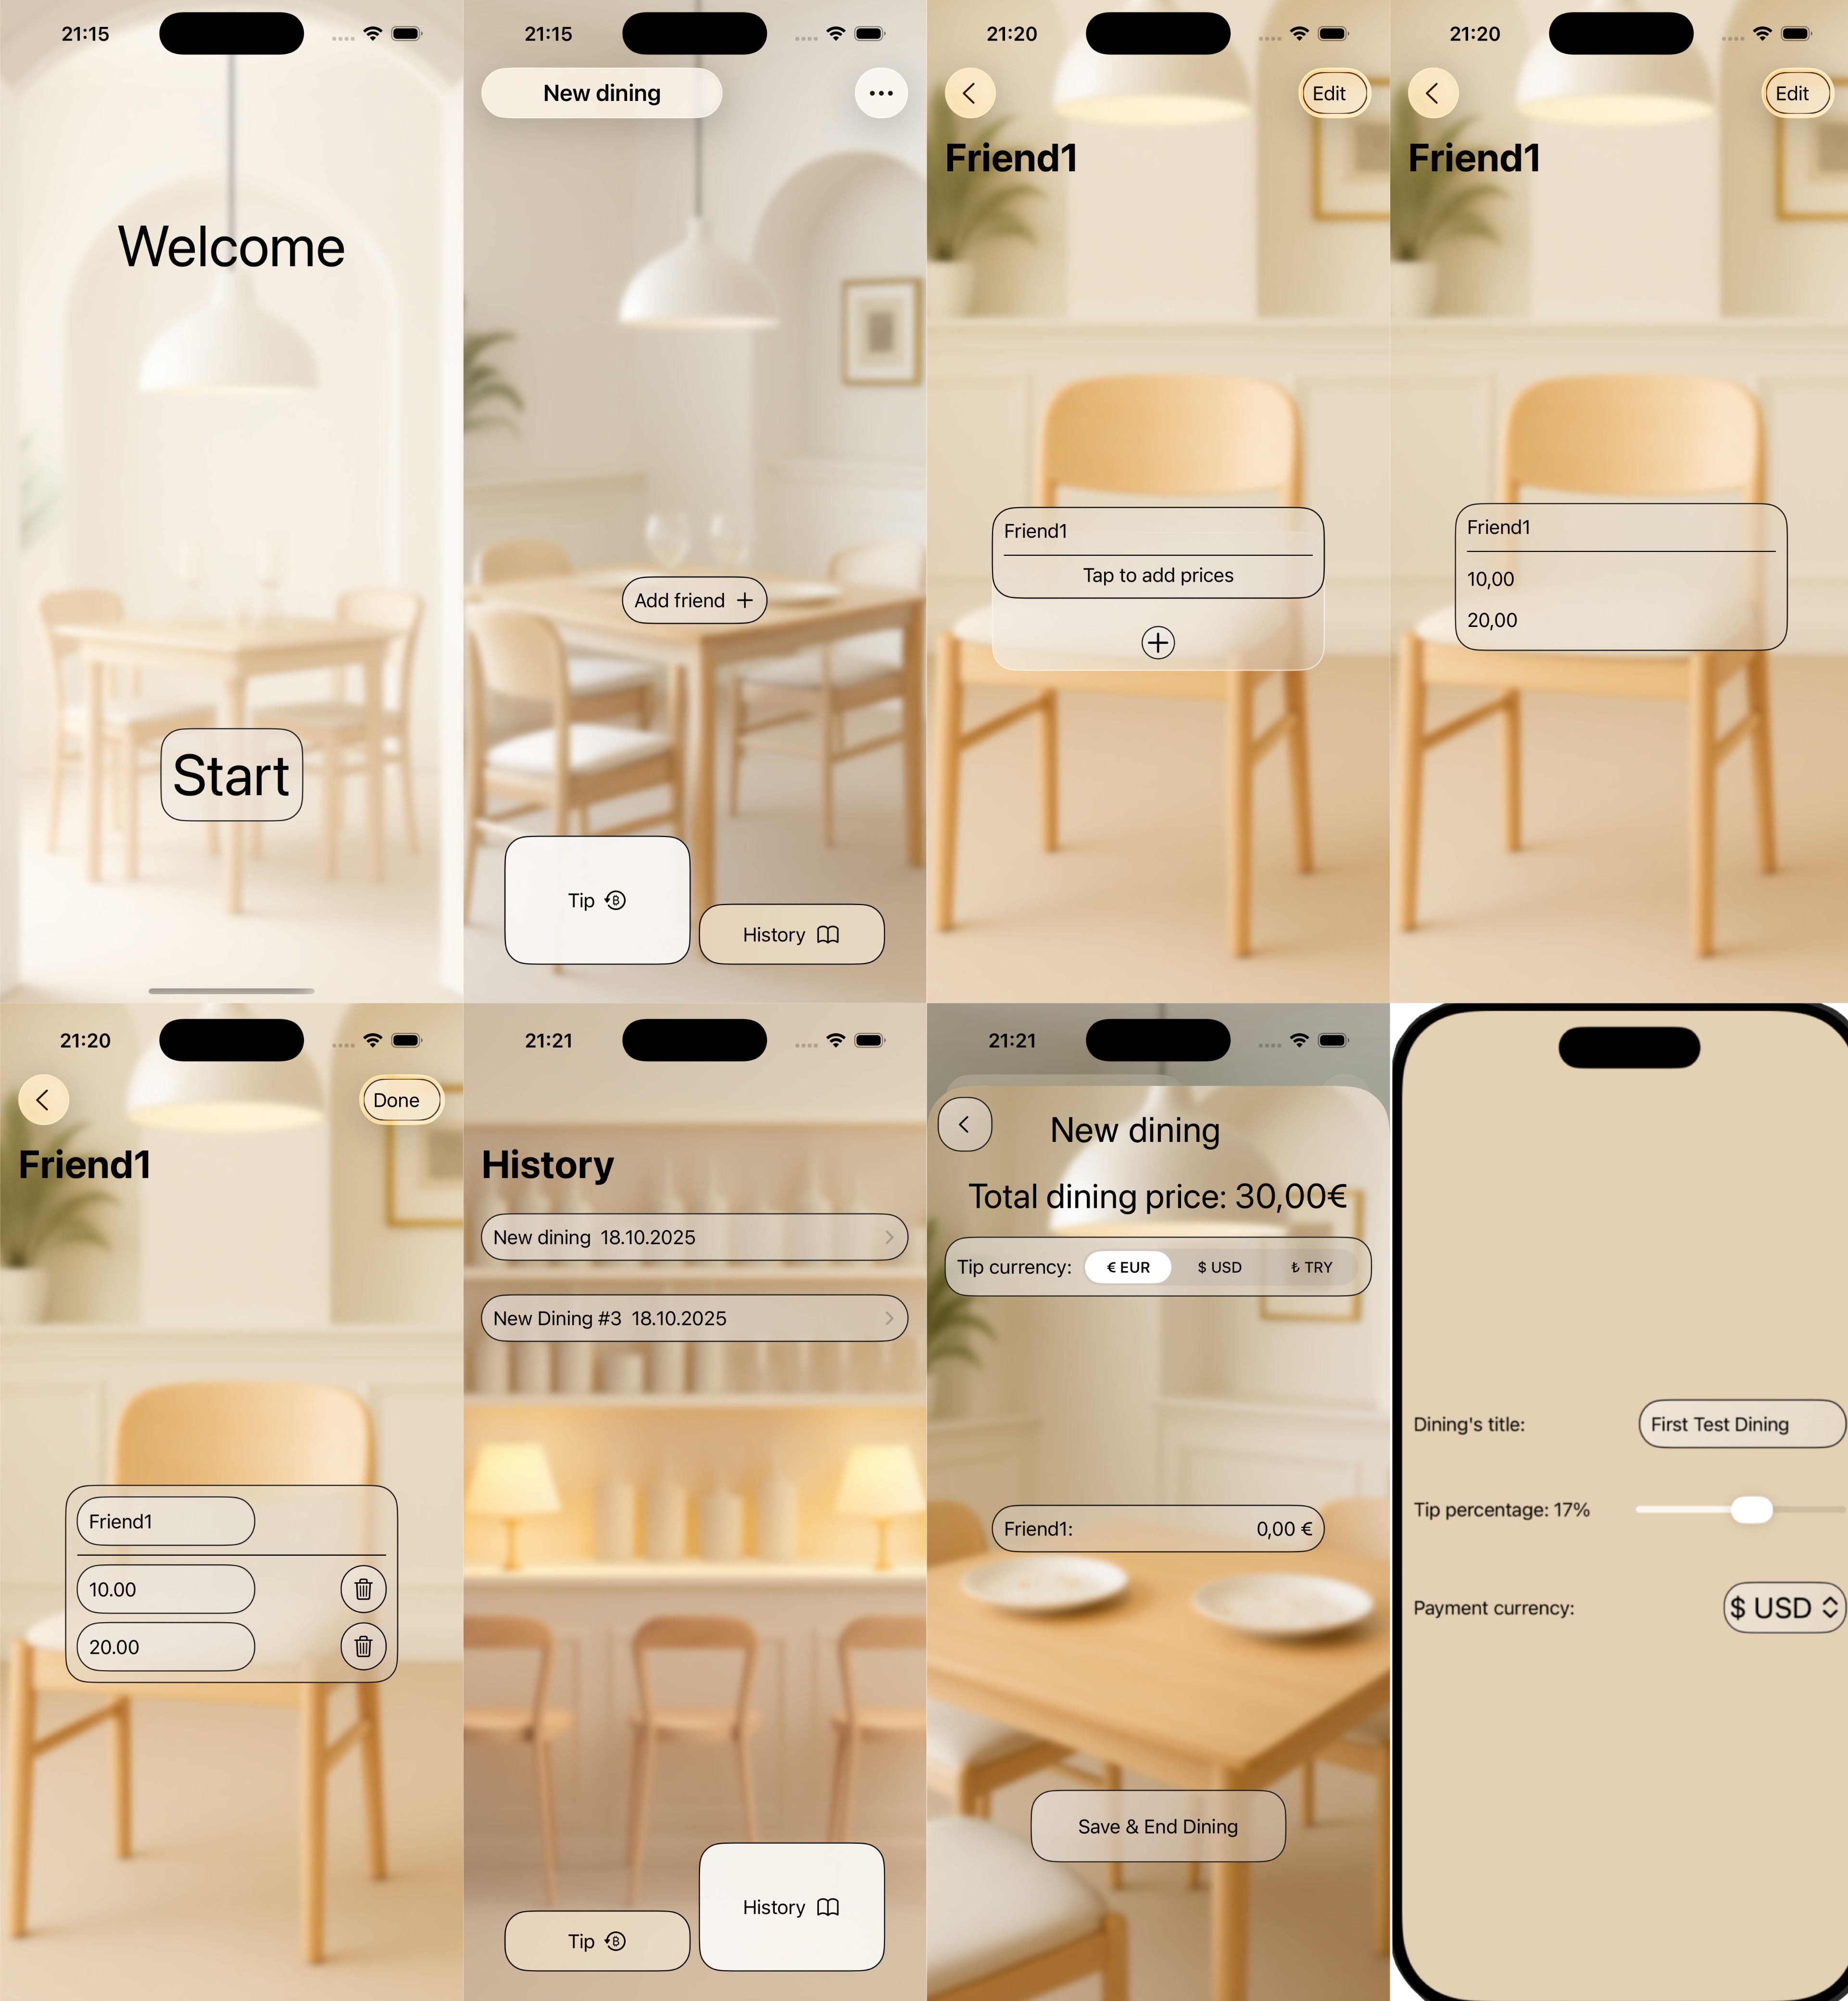 21:15
Welcome
Start
21:15
New dining
Add friend
Tip
History
21:20
Edit
Friend1
Friend1
Tap to add prices
21:20
Edit
Friend1
Friend1
10,00
20,00
21:20
Done
Friend1
Friend1
10.00
20.00
21:21
History
New dining 18.10.2025
New Dining #3 18.10.2025
Tip
History
21:21
New dining
Total dining price: 30,00€
Tip currency: € EUR $ USD ₺ TRY
Friend1: 0,00 €
Save & End Dining
Dining's title: First Test Dining
Tip percentage: 17%
Payment currency: $ USD